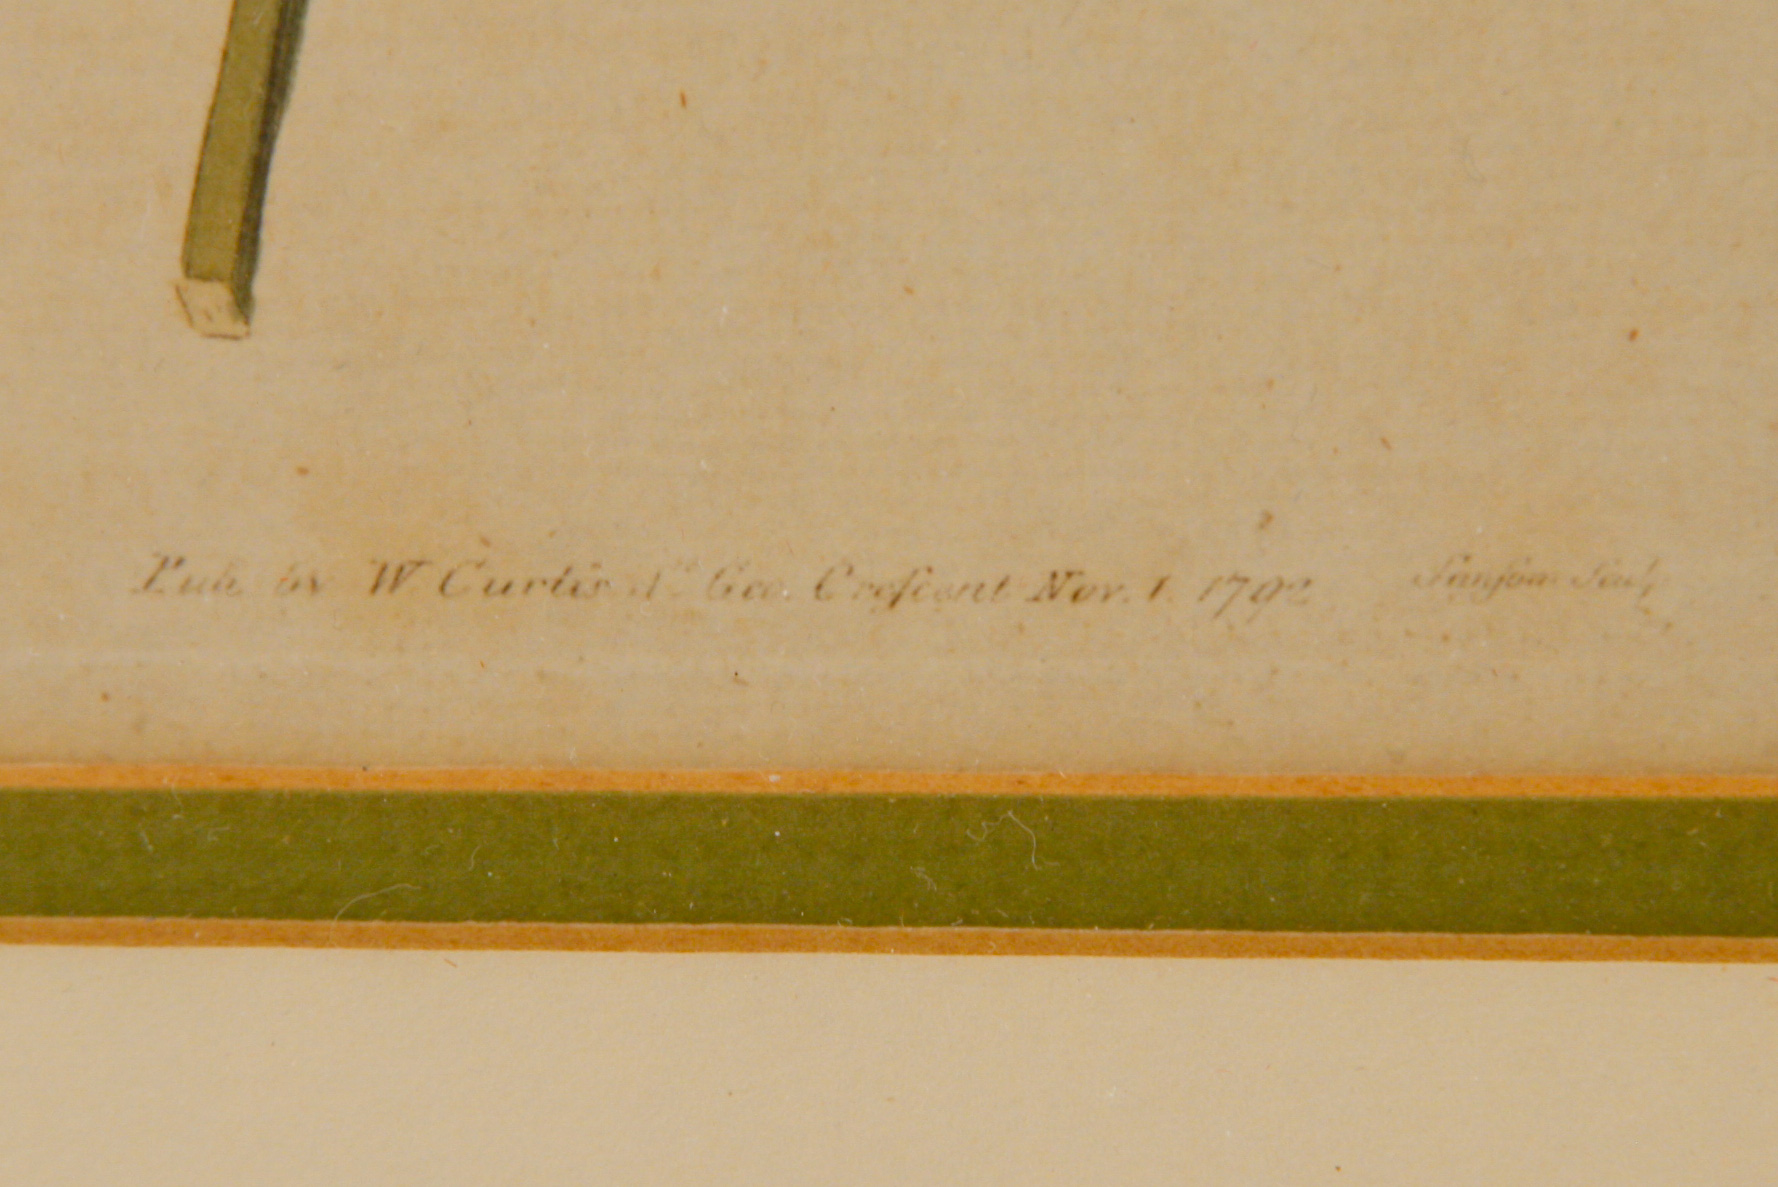 Pub by W. Curtis St Geo. Creſcent Nov. 1. 1792 Sanſom Sculp